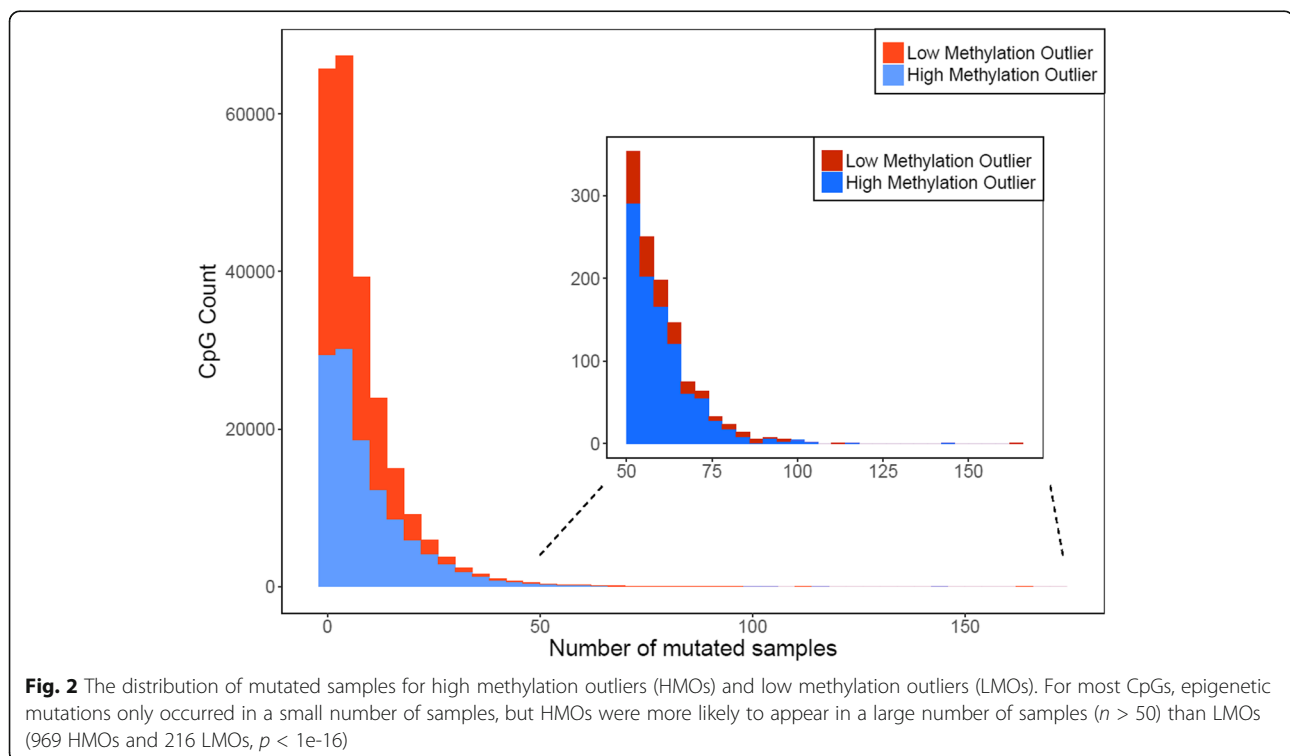 Low Methylation Outlier
High Methylation Outlier
60000
40000
20000
0
CpG Count
Low Methylation Outlier
High Methylation Outlier
300
200
100
0
50
75
100
125
150
0
50
100
150
Number of mutated samples
Fig. 2 The distribution of mutated samples for high methylation outliers (HMOs) and low methylation outliers (LMOs). For most CpGs, epigenetic
mutations only occurred in a small number of samples, but HMOs were more likely to appear in a large number of samples (n > 50) than LMOs
(969 HMOs and 216 LMOs, p < 1e-16)